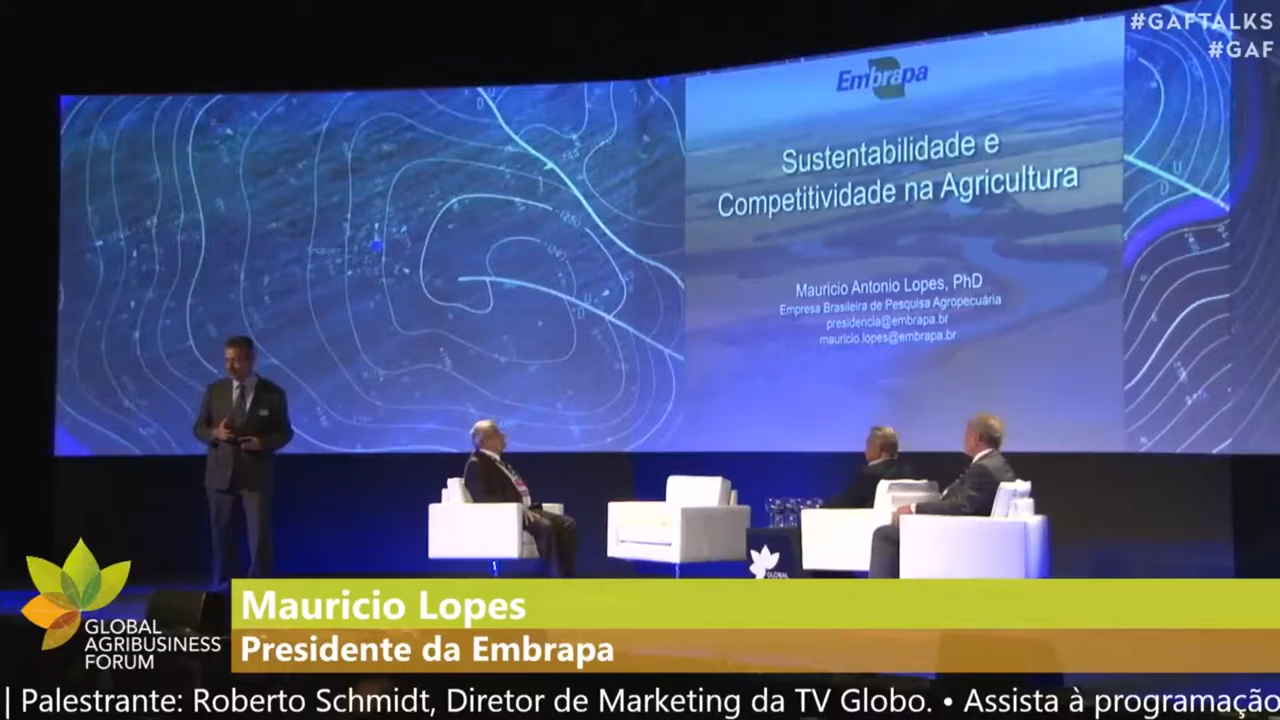 #GAFTALKS
#GAF
Embrapa
Sustentabilidade e
Competitividade na Agricultura
Mauricio Antonio Lopes, PhD
Empresa Brasileira de Pesquisa Agropecuária
presidencia@embrapa.br
mauricio.lopes@embrapa.br
GLOBAL
Mauricio Lopes
Presidente da Embrapa
GLOBAL
AGRIBUSINESS
FORUM
| Palestrante: Roberto Schmidt, Diretor de Marketing da TV Globo. • Assista à programação